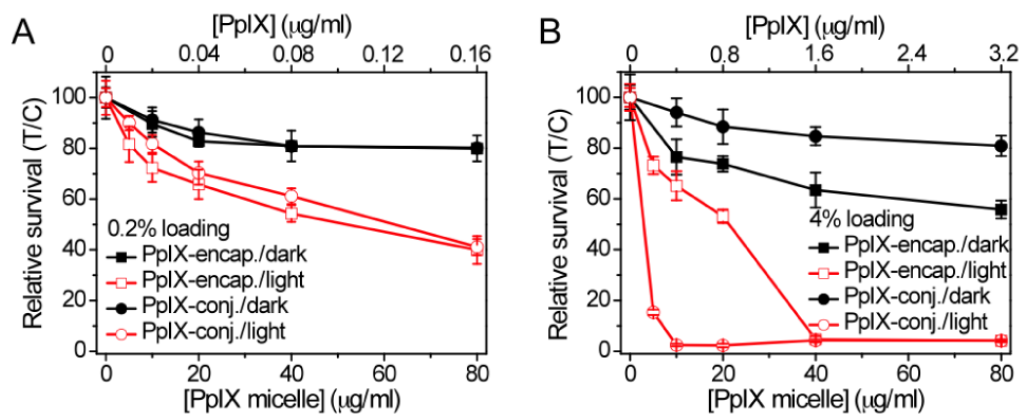 A
[PpIX] (μg/ml)
0 0.04 0.08 0.12 0.16
Relative survival (T/C)
100
80
60
40
20
0
0.2% loading
PpIX-encap./dark
PpIX-encap./light
PpIX-conj./dark
PpIX-conj./light
0 20 40 60 80
[PpIX micelle] (μg/ml)
B
[PpIX] (μg/ml)
0 0.8 1.6 2.4 3.2
Relative survival (T/C)
100
80
60
40
20
0
4% loading
PpIX-encap./dark
PpIX-encap./light
PpIX-conj./dark
PpIX-conj./light
0 20 40 60 80
[PpIX micelle] (μg/ml)